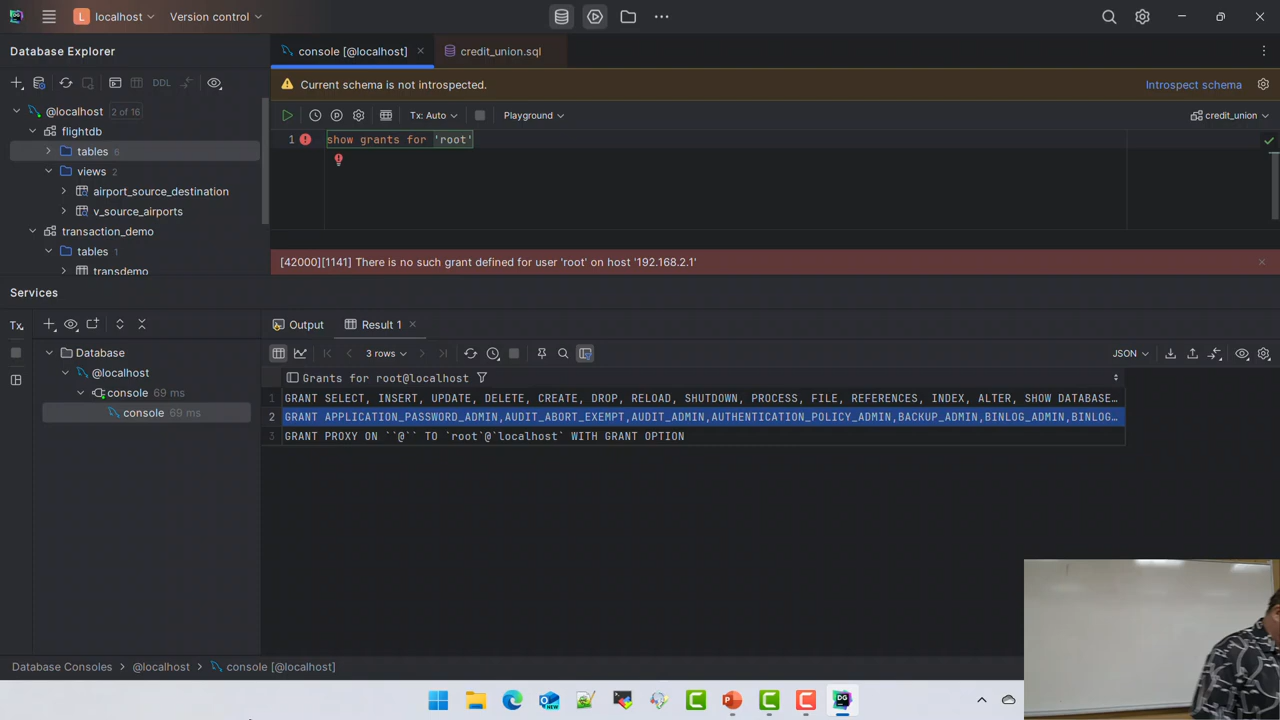 L localhost Version control
Database Explorer
console [@localhost]
credit_union.sql
DDL
Current schema is not introspected.
Introspect schema
Tx: Auto
Playground
credit_union
@localhost 2 of 16
flightdb
tables 6
views 2
airport_source_destination
v_source_airports
transaction_demo
tables 1
transdemo
1 show grants for 'root'
[42000][1141] There is no such grant defined for user 'root' on host '192.168.2.1'
Services
Tx
Database
@localhost
console 69 ms
console 69 ms
Output
Result 1
3 rows
JSON
Grants for root@localhost
1 GRANT SELECT, INSERT, UPDATE, DELETE, CREATE, DROP, RELOAD, SHUTDOWN, PROCESS, FILE, REFERENCES, INDEX, ALTER, SHOW DATABASE…
2 GRANT APPLICATION_PASSWORD_ADMIN,AUDIT_ABORT_EXEMPT,AUDIT_ADMIN,AUTHENTICATION_POLICY_ADMIN,BACKUP_ADMIN,BINLOG_ADMIN,BINLOG…
3 GRANT PROXY ON ``@`` TO `root`@`localhost` WITH GRANT OPTION
Database Consoles > @localhost > console [@localhost]
NEW
DG